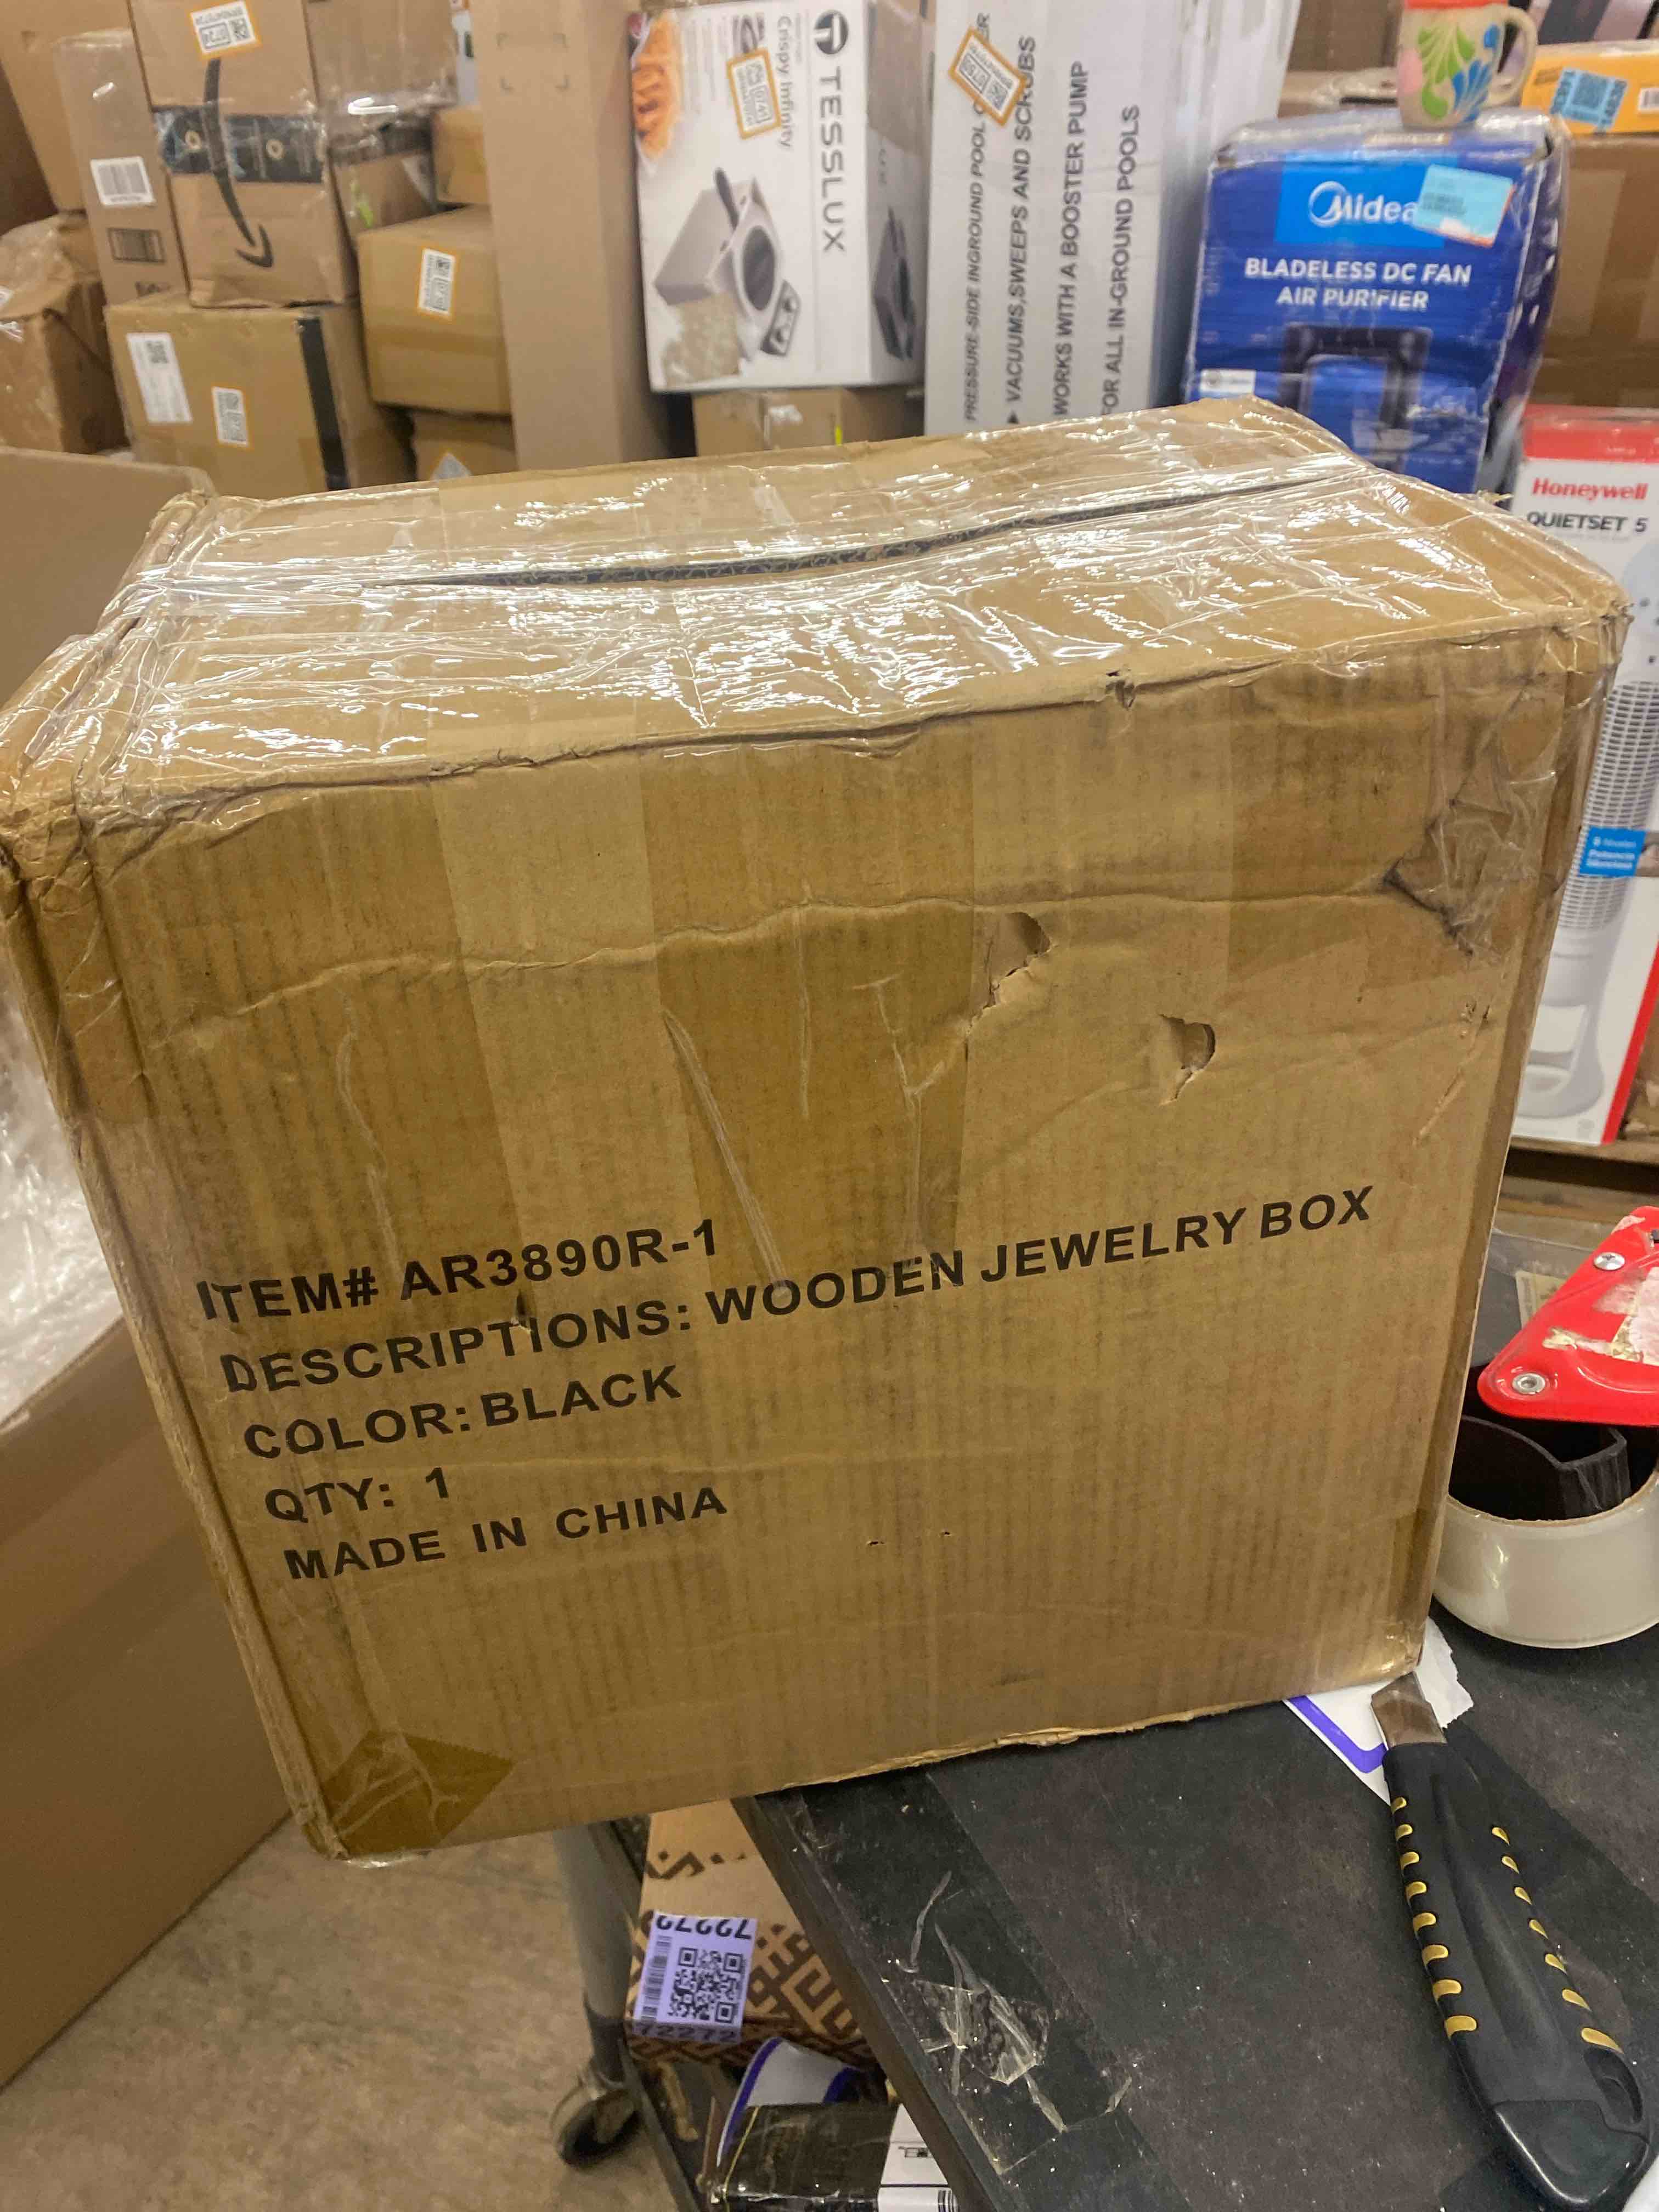 TESSLUX
Crispy Infinity
PRESSURE-SIDE INGROUND POOL
VACUUMS,SWEEPS AND SCRUBS
WORKS WITH A BOOSTER PUMP
FOR ALL IN-GROUND POOLS
Midea
BLADELESS DC FAN
AIR PURIFIER
Honeywell
QUIETSET 5
ITEM# AR3890R-1
DESCRIPTIONS: WOODEN JEWELRY BOX
COLOR: BLACK
QTY: 1
MADE IN CHINA
72272
72272